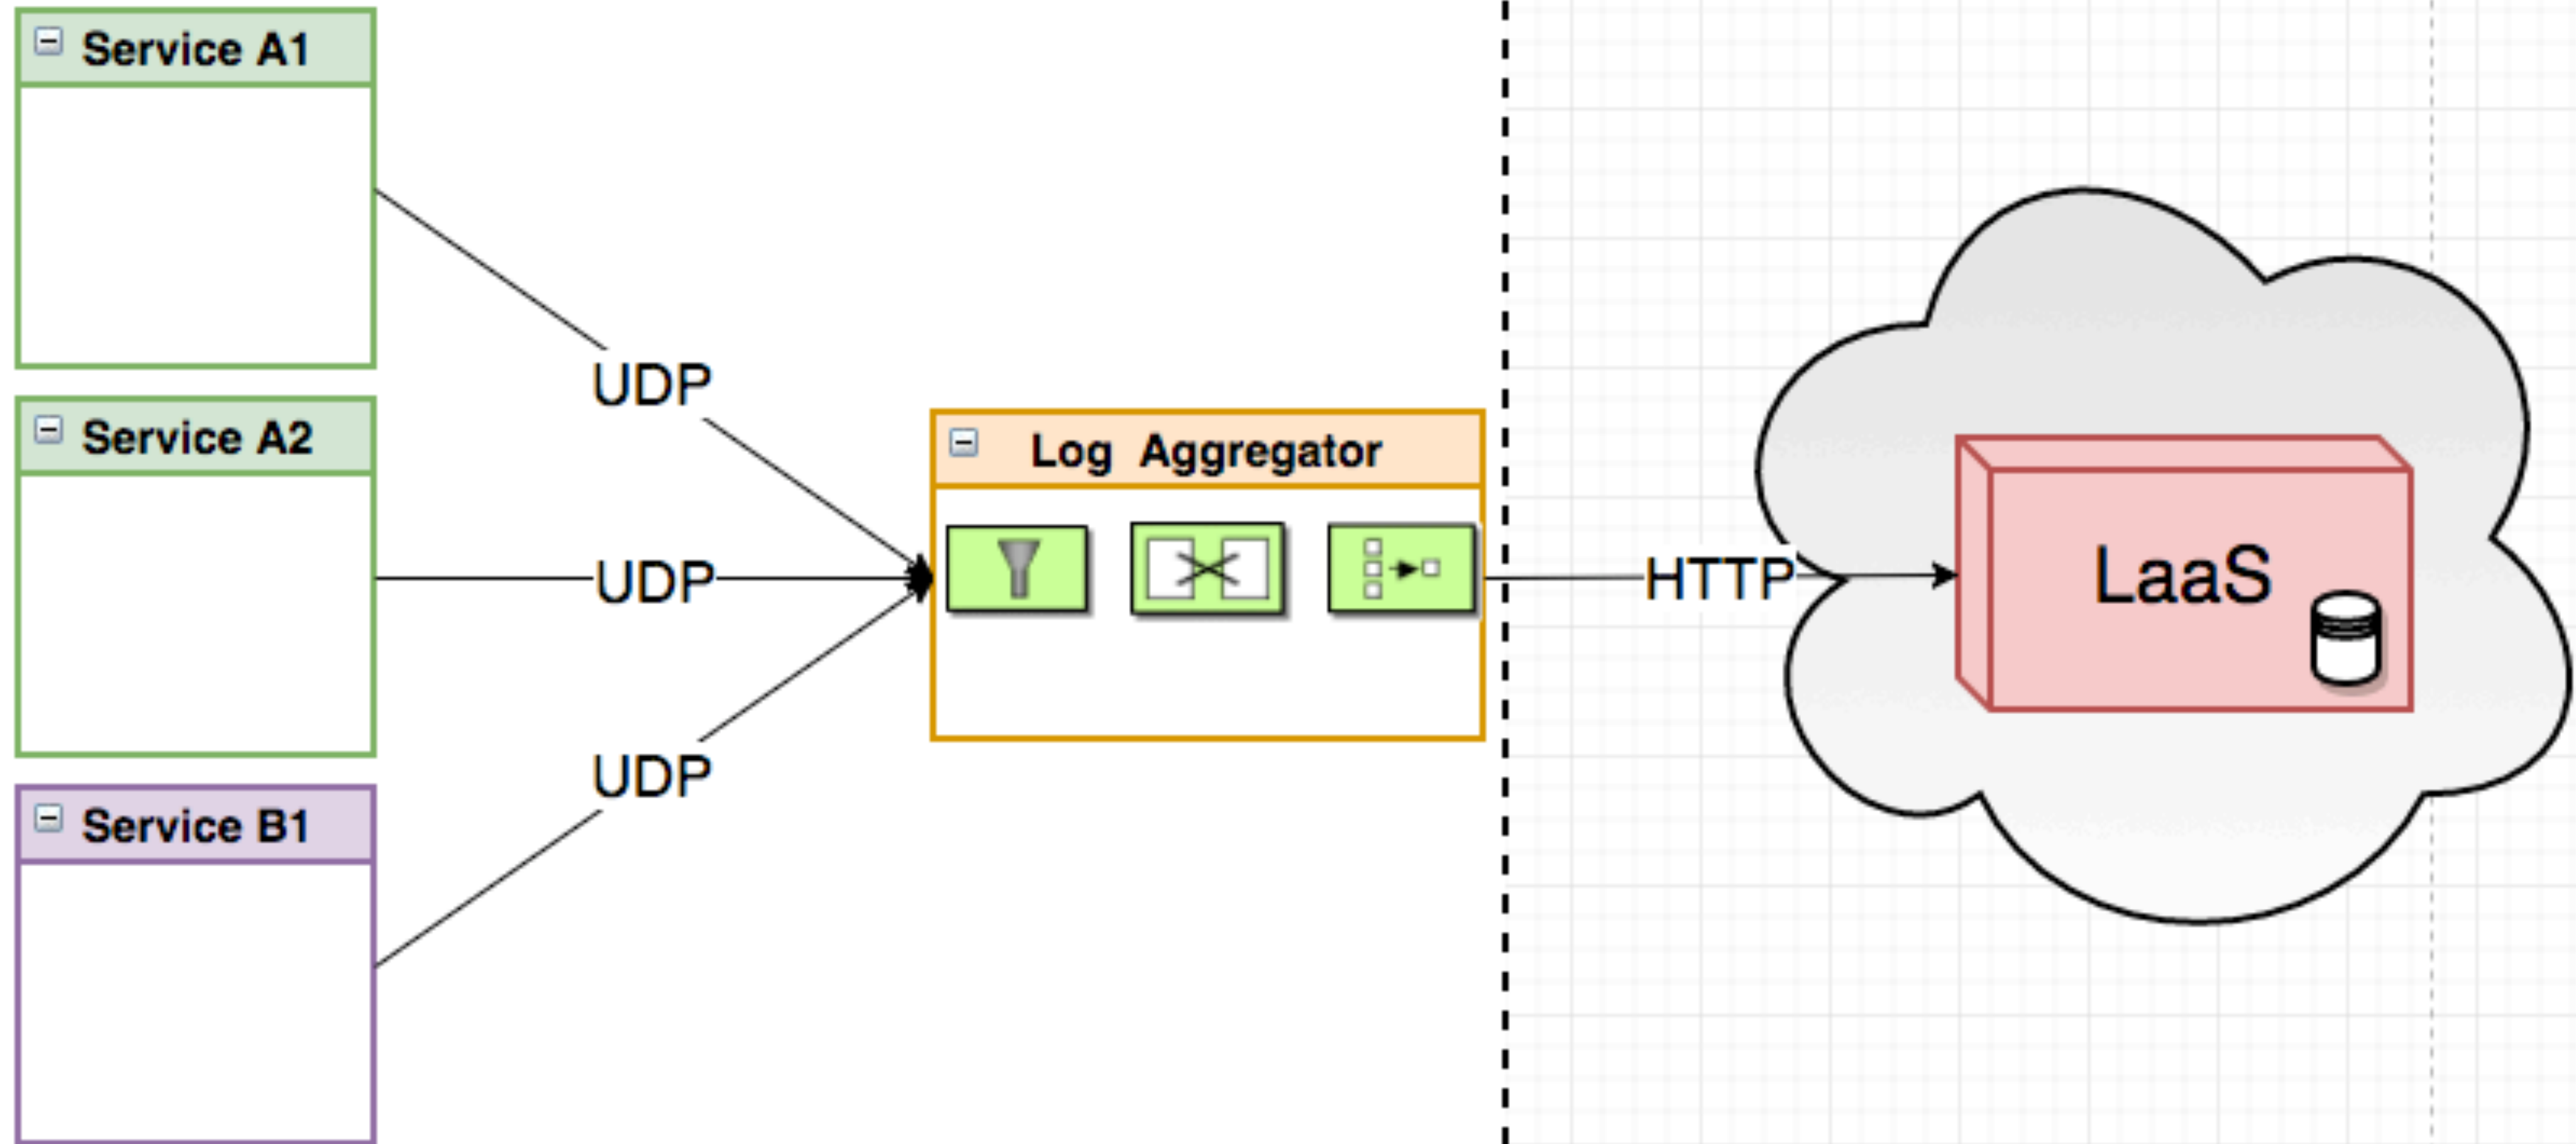 Service A1
UDP
Service A2
Log Aggregator
UDP
HTTP
LaaS
UDP
Service B1